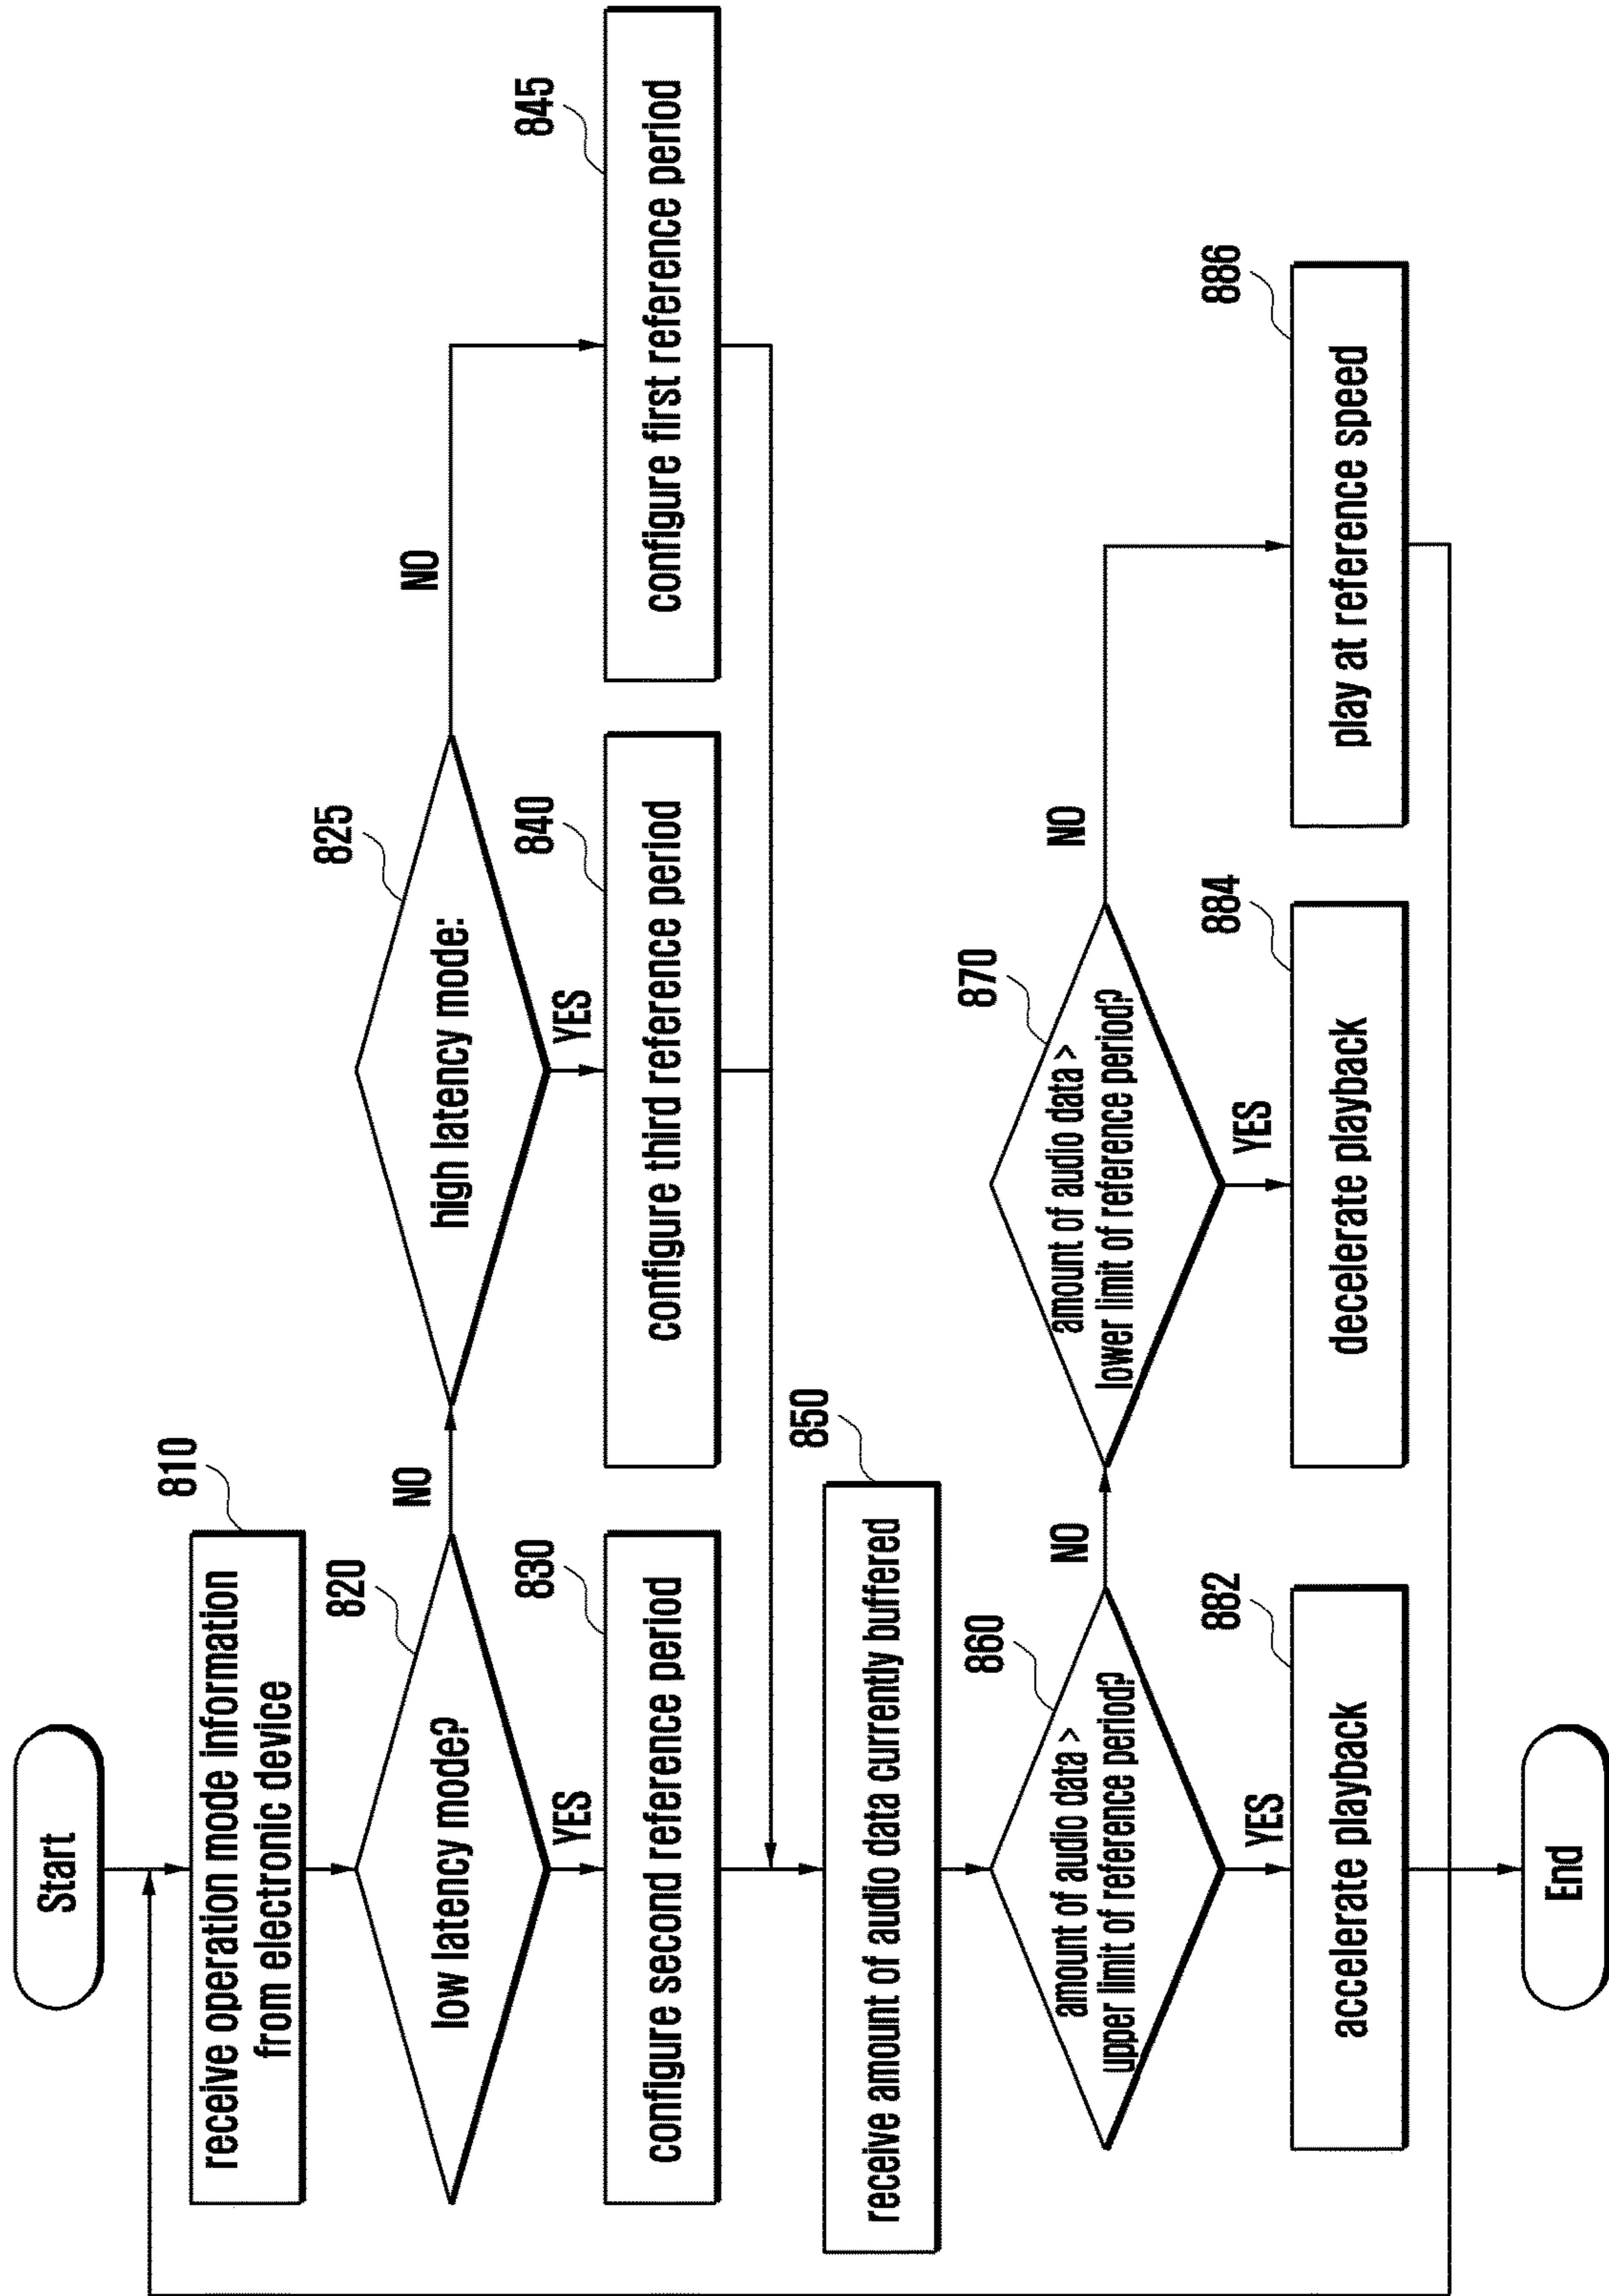 Start
810
receive operation mode information
from electronic device
820
low latency mode?
NO
825
high latency mode:
NO
YES
YES
830
configure second reference period
840
configure third reference period
845
configure first reference period
850
receive amount of audio data currently buffered
860
amount of audio data >
upper limit of reference period?
NO
870
amount of audio data >
lower limit of reference period?
NO
YES
YES
882
accelerate playback
884
decelerate playback
886
play at reference speed
End